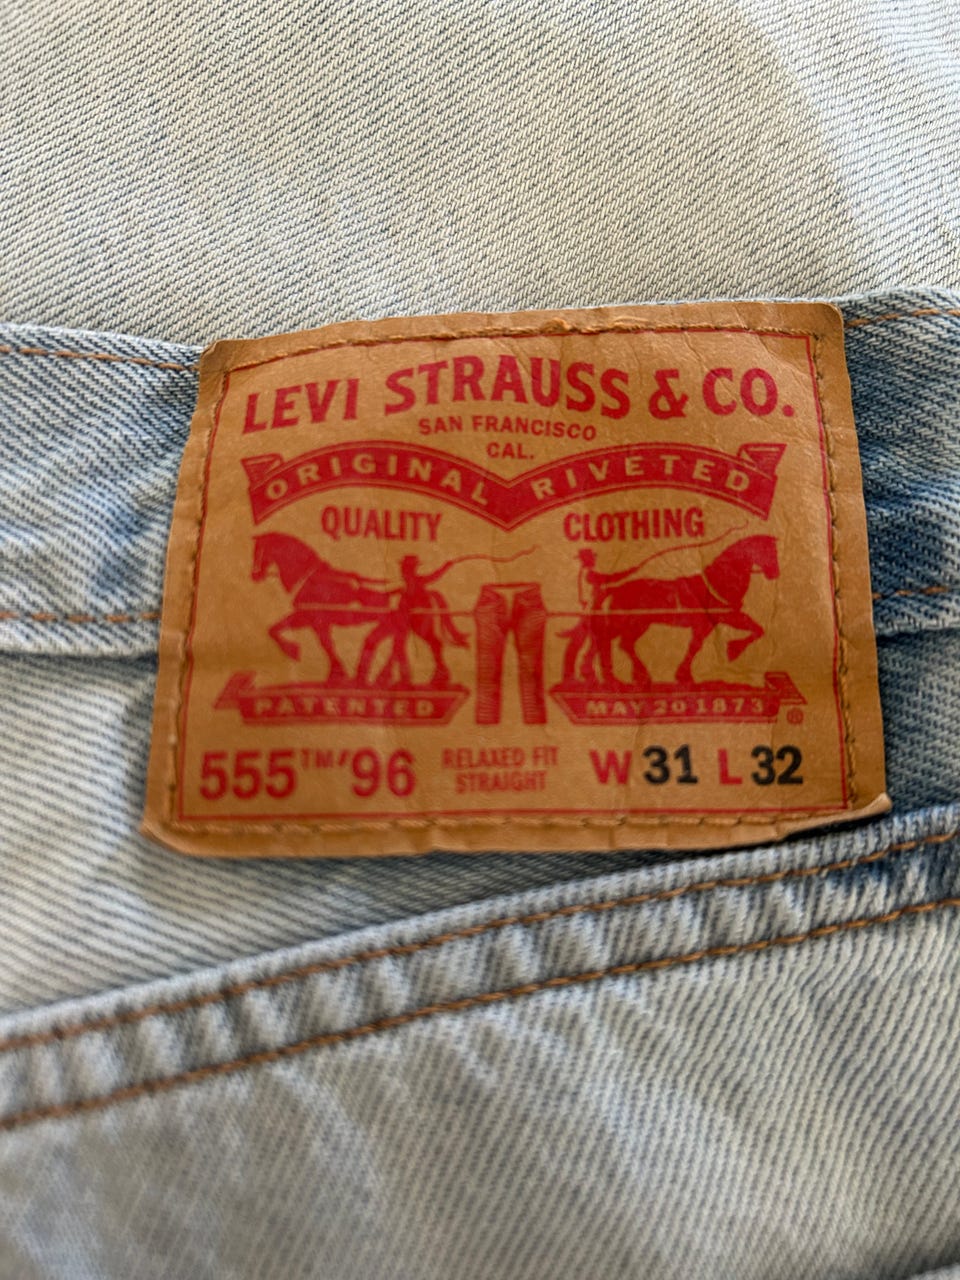 LEVI STRAUSS & CO.
SAN FRANCISCO
CAL.
ORIGINAL RIVETED
QUALITY CLOTHING
PATENTED MAY 20 1873 ®
555™'96 RELAXED FIT STRAIGHT W 31 L 32